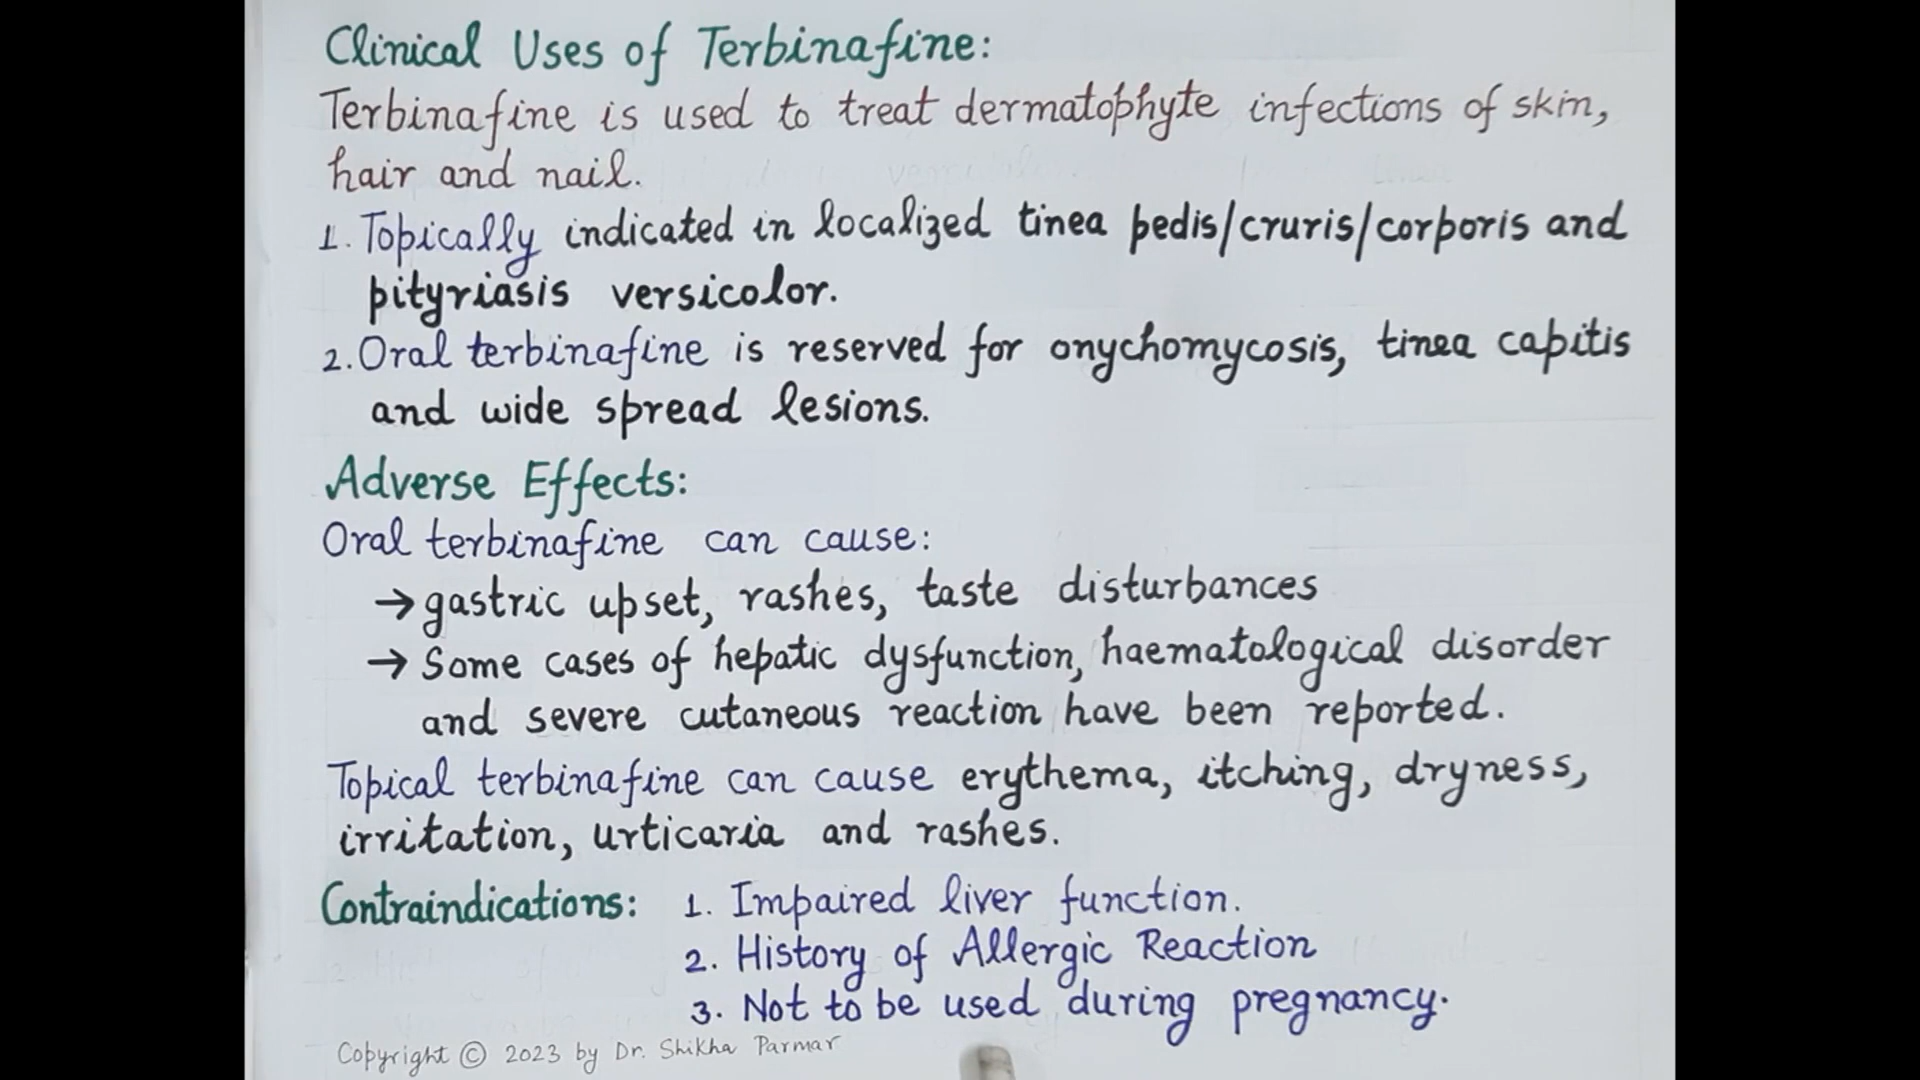 Clinical Uses of Terbinafine:
Terbinafine is used to treat dermatophyte infections of skin,
hair and nail.
1. Topically indicated in localized tinea pedis/cruris/corporis and
pityriasis versicolor.
2. Oral terbinafine is reserved for onychomycosis, tinea capitis
and wide spread lesions.
Adverse Effects:
Oral terbinafine can cause:
→ gastric upset, rashes, taste disturbances
→ Some cases of hepatic dysfunction, haematological disorder
and severe cutaneous reaction have been reported.
Topical terbinafine can cause erythema, itching, dryness,
irritation, urticaria and rashes.
Contraindications: 1. Impaired liver function.
2. History of Allergic Reaction
3. Not to be used during pregnancy.
Copyright © 2023 by Dr. Shikha Parmar